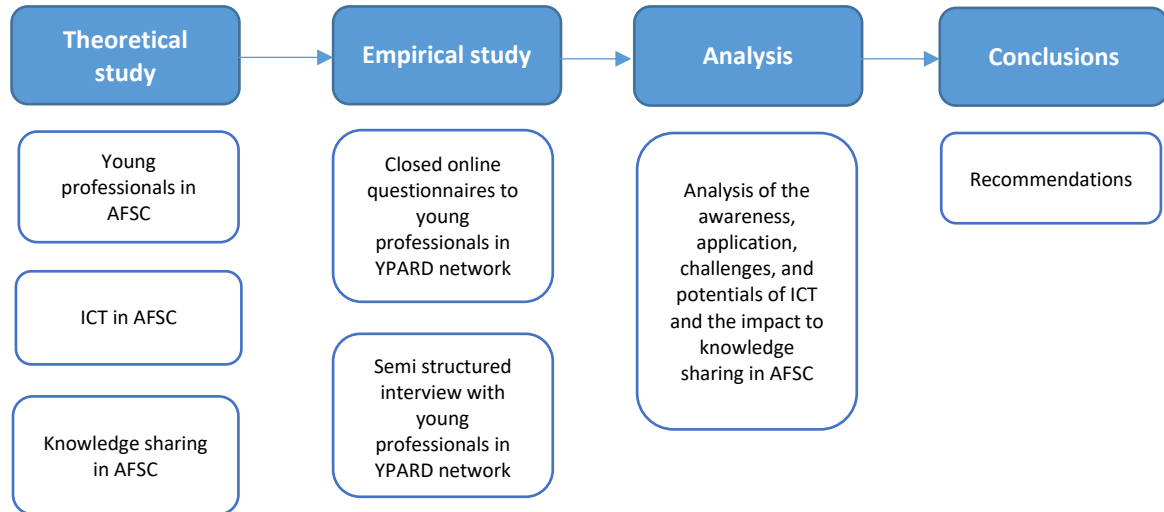 Theoretical
study
Empirical study
Analysis
Conclusions
Young
professionals in
AFSC
ICT in AFSC
Knowledge sharing
in AFSC
Closed online
questionnaires to
young
professionals in
YPARD network
Semi structured
interview with
young
professionals in
YPARD network
Analysis of the
awareness,
application,
challenges, and
potentials of ICT
and the impact to
knowledge
sharing in AFSC
Recommendations